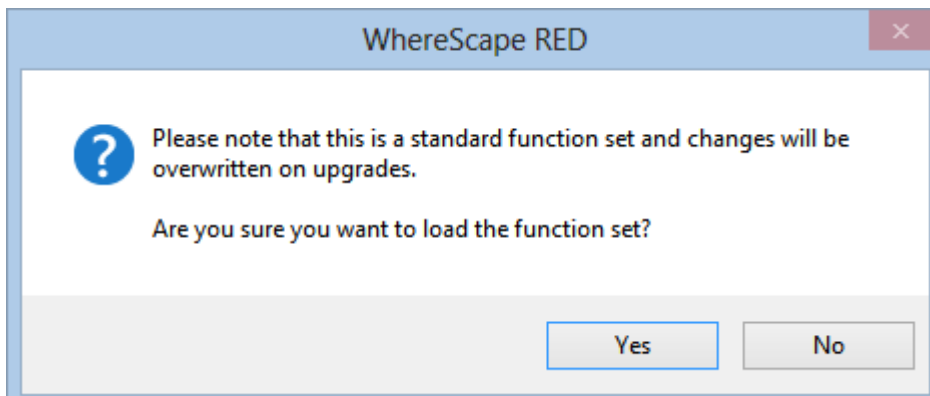 WhereScape RED
Please note that this is a standard function set and changes will be
overwritten on upgrades.
Are you sure you want to load the function set?
Yes
No